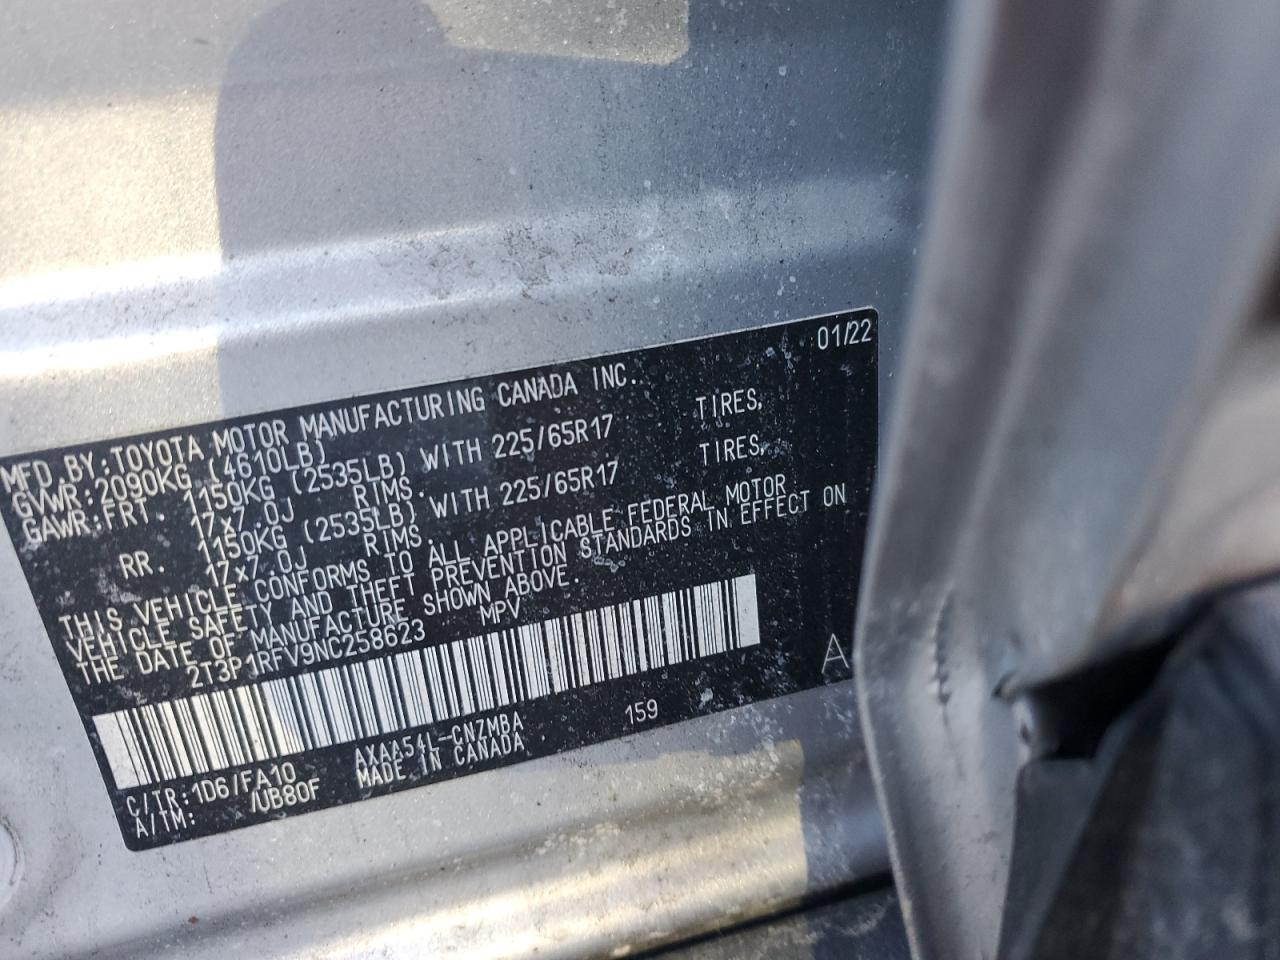 01/22
MFD.BY:TOYOTA MOTOR MANUFACTURING CANADA INC.
GVWR:2090KG (4610LB)
GAWR:FRT. 1150KG (2535LB) WITH 225/65R17 TIRES,
17x7.0J RIMS.
RR. 1150KG (2535LB) WITH 225/65R17 TIRES,
17x7.0J RIMS.
THIS VEHICLE CONFORMS TO ALL APPLICABLE FEDERAL MOTOR
VEHICLE SAFETY AND THEFT PREVENTION STANDARDS IN EFFECT ON
THE DATE OF MANUFACTURE SHOWN ABOVE.
2T3P1RFV9NC258623 MPV
A
C/TR:1D6/FA10 AXAA54L-CNZMBA 159
A/TM: /UB80F MADE IN CANADA